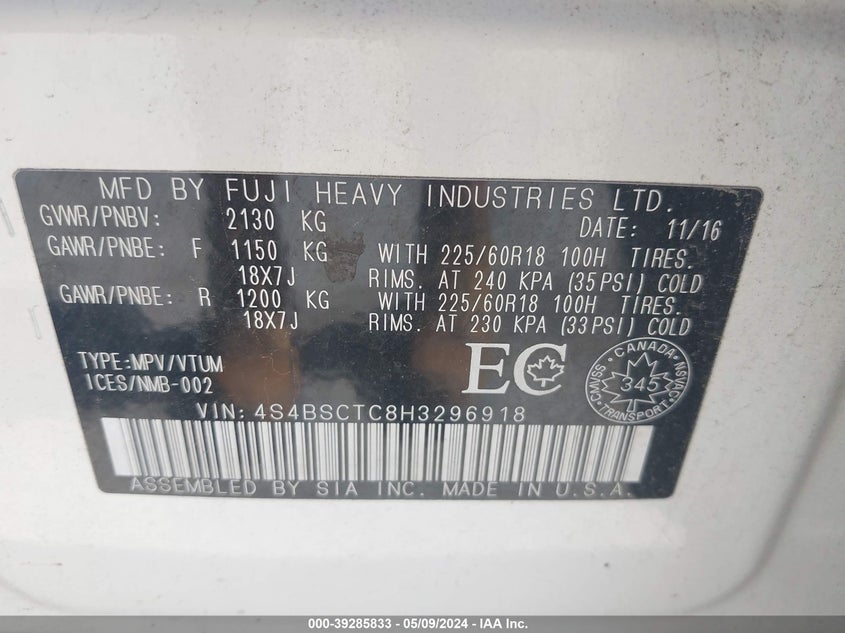 MFD BY FUJI HEAVY INDUSTRIES LTD.
GVWR/PNBV: 2130 KG DATE: 11/16
GAWR/PNBE: F 1150 KG WITH 225/60R18 100H TIRES.
18X7J RIMS. AT 240 KPA (35PSI) COLD
GAWR/PNBE: R 1200 KG WITH 225/60R18 100H TIRES.
18X7J RIMS. AT 230 KPA (33PSI) COLD
TYPE:MPV/VTUM
ICES/NMB-002
EC
CANADA
CMVSS 345 NSVAC
TRANSPORT
VIN: 4S4BSCTC8H3296918
ASSEMBLED BY SIA INC. MADE IN U.S.A.
000-39285833 - 05/09/2024 - IAA Inc.